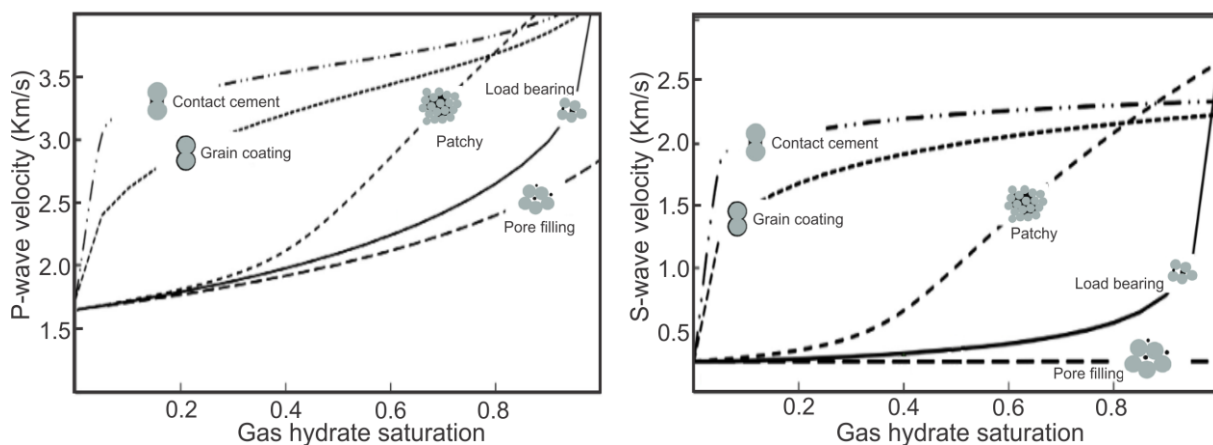 P-wave velocity (Km/s)
3.5
3.0
2.5
2.0
1.5
Contact cement
Grain coating
Patchy
Load bearing
Pore filling
0.2
0.4
0.6
0.8
Gas hydrate saturation
S-wave velocity (Km/s)
2.5
2.0
1.5
1.0
0.5
Contact cement
Grain coating
Patchy
Load bearing
Pore filling
0.2
0.4
0.6
0.8
Gas hydrate saturation